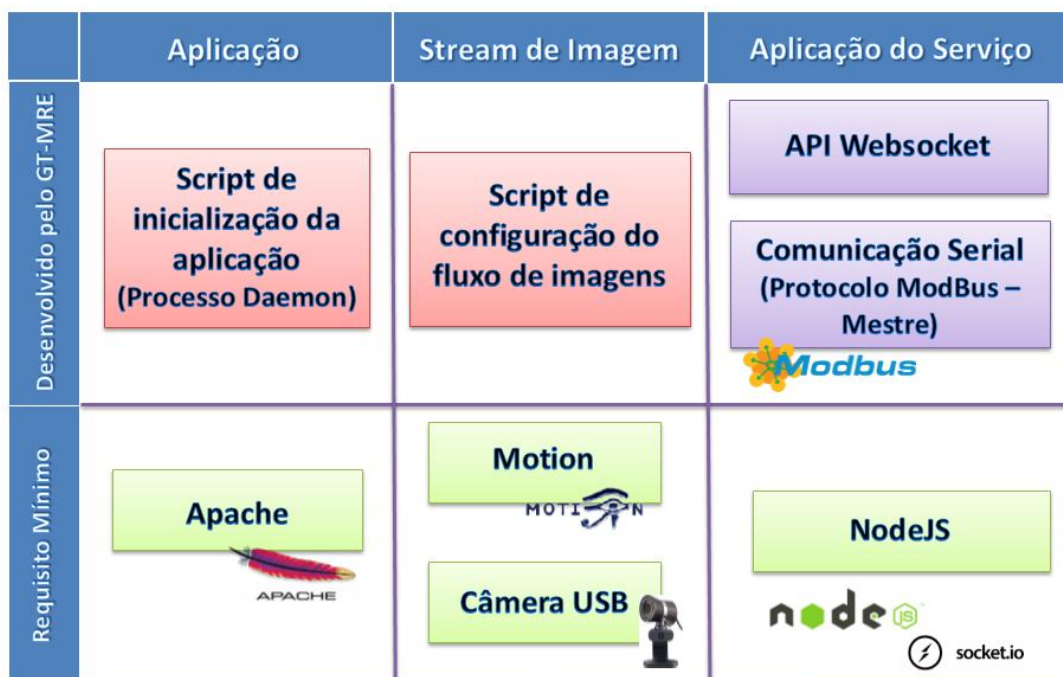 Aplicação
Stream de Imagem
Aplicação do Serviço
Desenvolvido pelo GT-MRE
Script de
inicialização da
aplicação
(Processo Daemon)
Script de
configuração do
fluxo de imagens
API Websocket
Comunicação Serial
(Protocolo ModBus –
Mestre)
Modbus
Requisito Mínimo
Apache
APACHE
Motion
MOTION
Câmera USB
NodeJS
node JS
socket.io